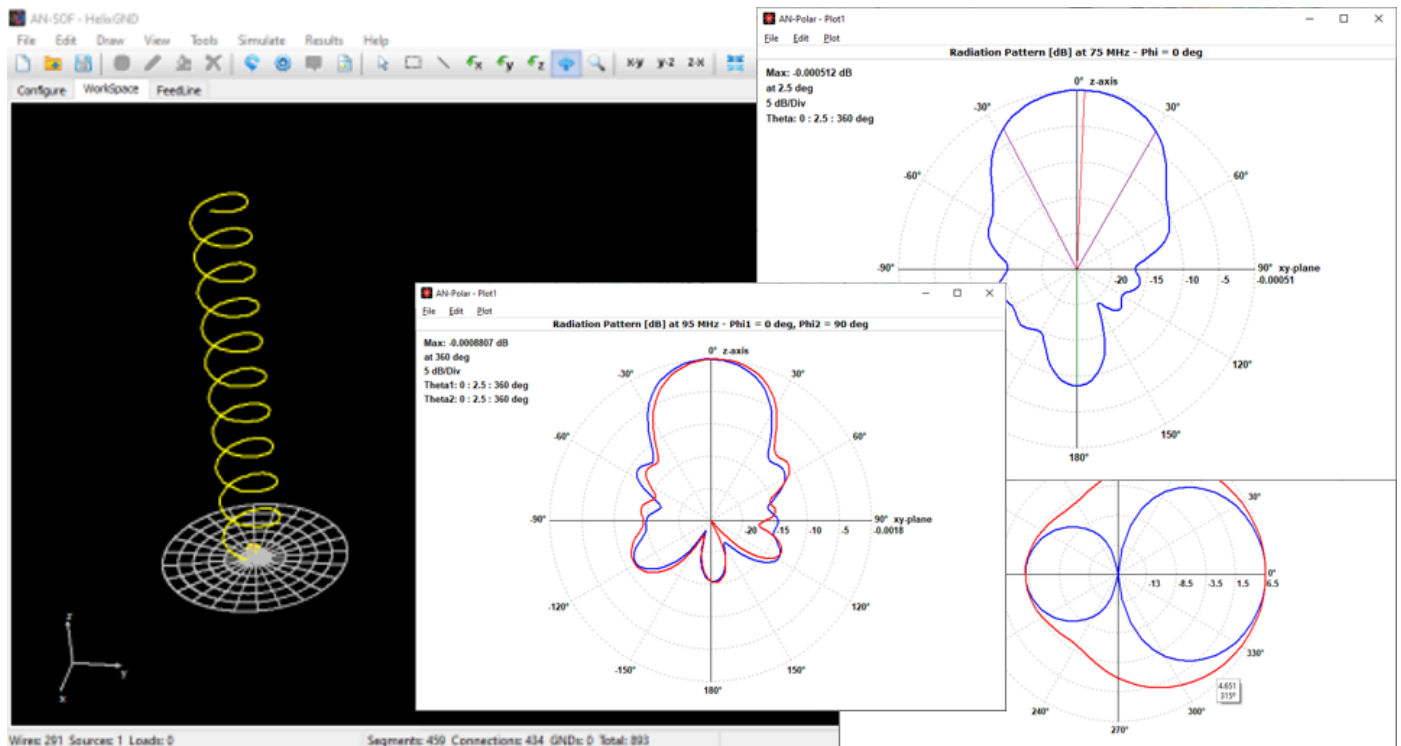 AN-SOF - HelixGND
File Edit Draw View Tools Simulate Results Help
fx fy fz x-y y-z z-x
Configure WorkSpace FeedLine
z
y
x
Wires: 291 Sources: 1 Loads: 0 Segments: 459 Connections: 434 GNDs: 0 Total: 893
AN-Polar - Plot1
File Edit Plot
Radiation Pattern [dB] at 75 MHz - Phi = 0 deg
Max: -0.000512 dB
at 2.5 deg
5 dB/Div
Theta: 0 : 2.5 : 360 deg
0° z-axis
-30° 30°
-60° 60°
-90° 90° xy-plane
-20 -15 -10 -5 -0.00051
120°
150°
180°
AN-Polar - Plot1
File Edit Plot
Radiation Pattern [dB] at 95 MHz - Phi1 = 0 deg, Phi2 = 90 deg
Max: -0.0008807 dB
at 360 deg
5 dB/Div
Theta1: 0 : 2.5 : 360 deg
Theta2: 0 : 2.5 : 360 deg
0° z-axis
-30° 30°
-60° 60°
-90° 90° xy-plane
-20 -15 -10 -5 -0.0018
-120° 120°
-150° 150°
180°
30°
0°
-13 -8.5 -3.5 1.5 6.5
330°
4.651
315°
240° 300°
270°